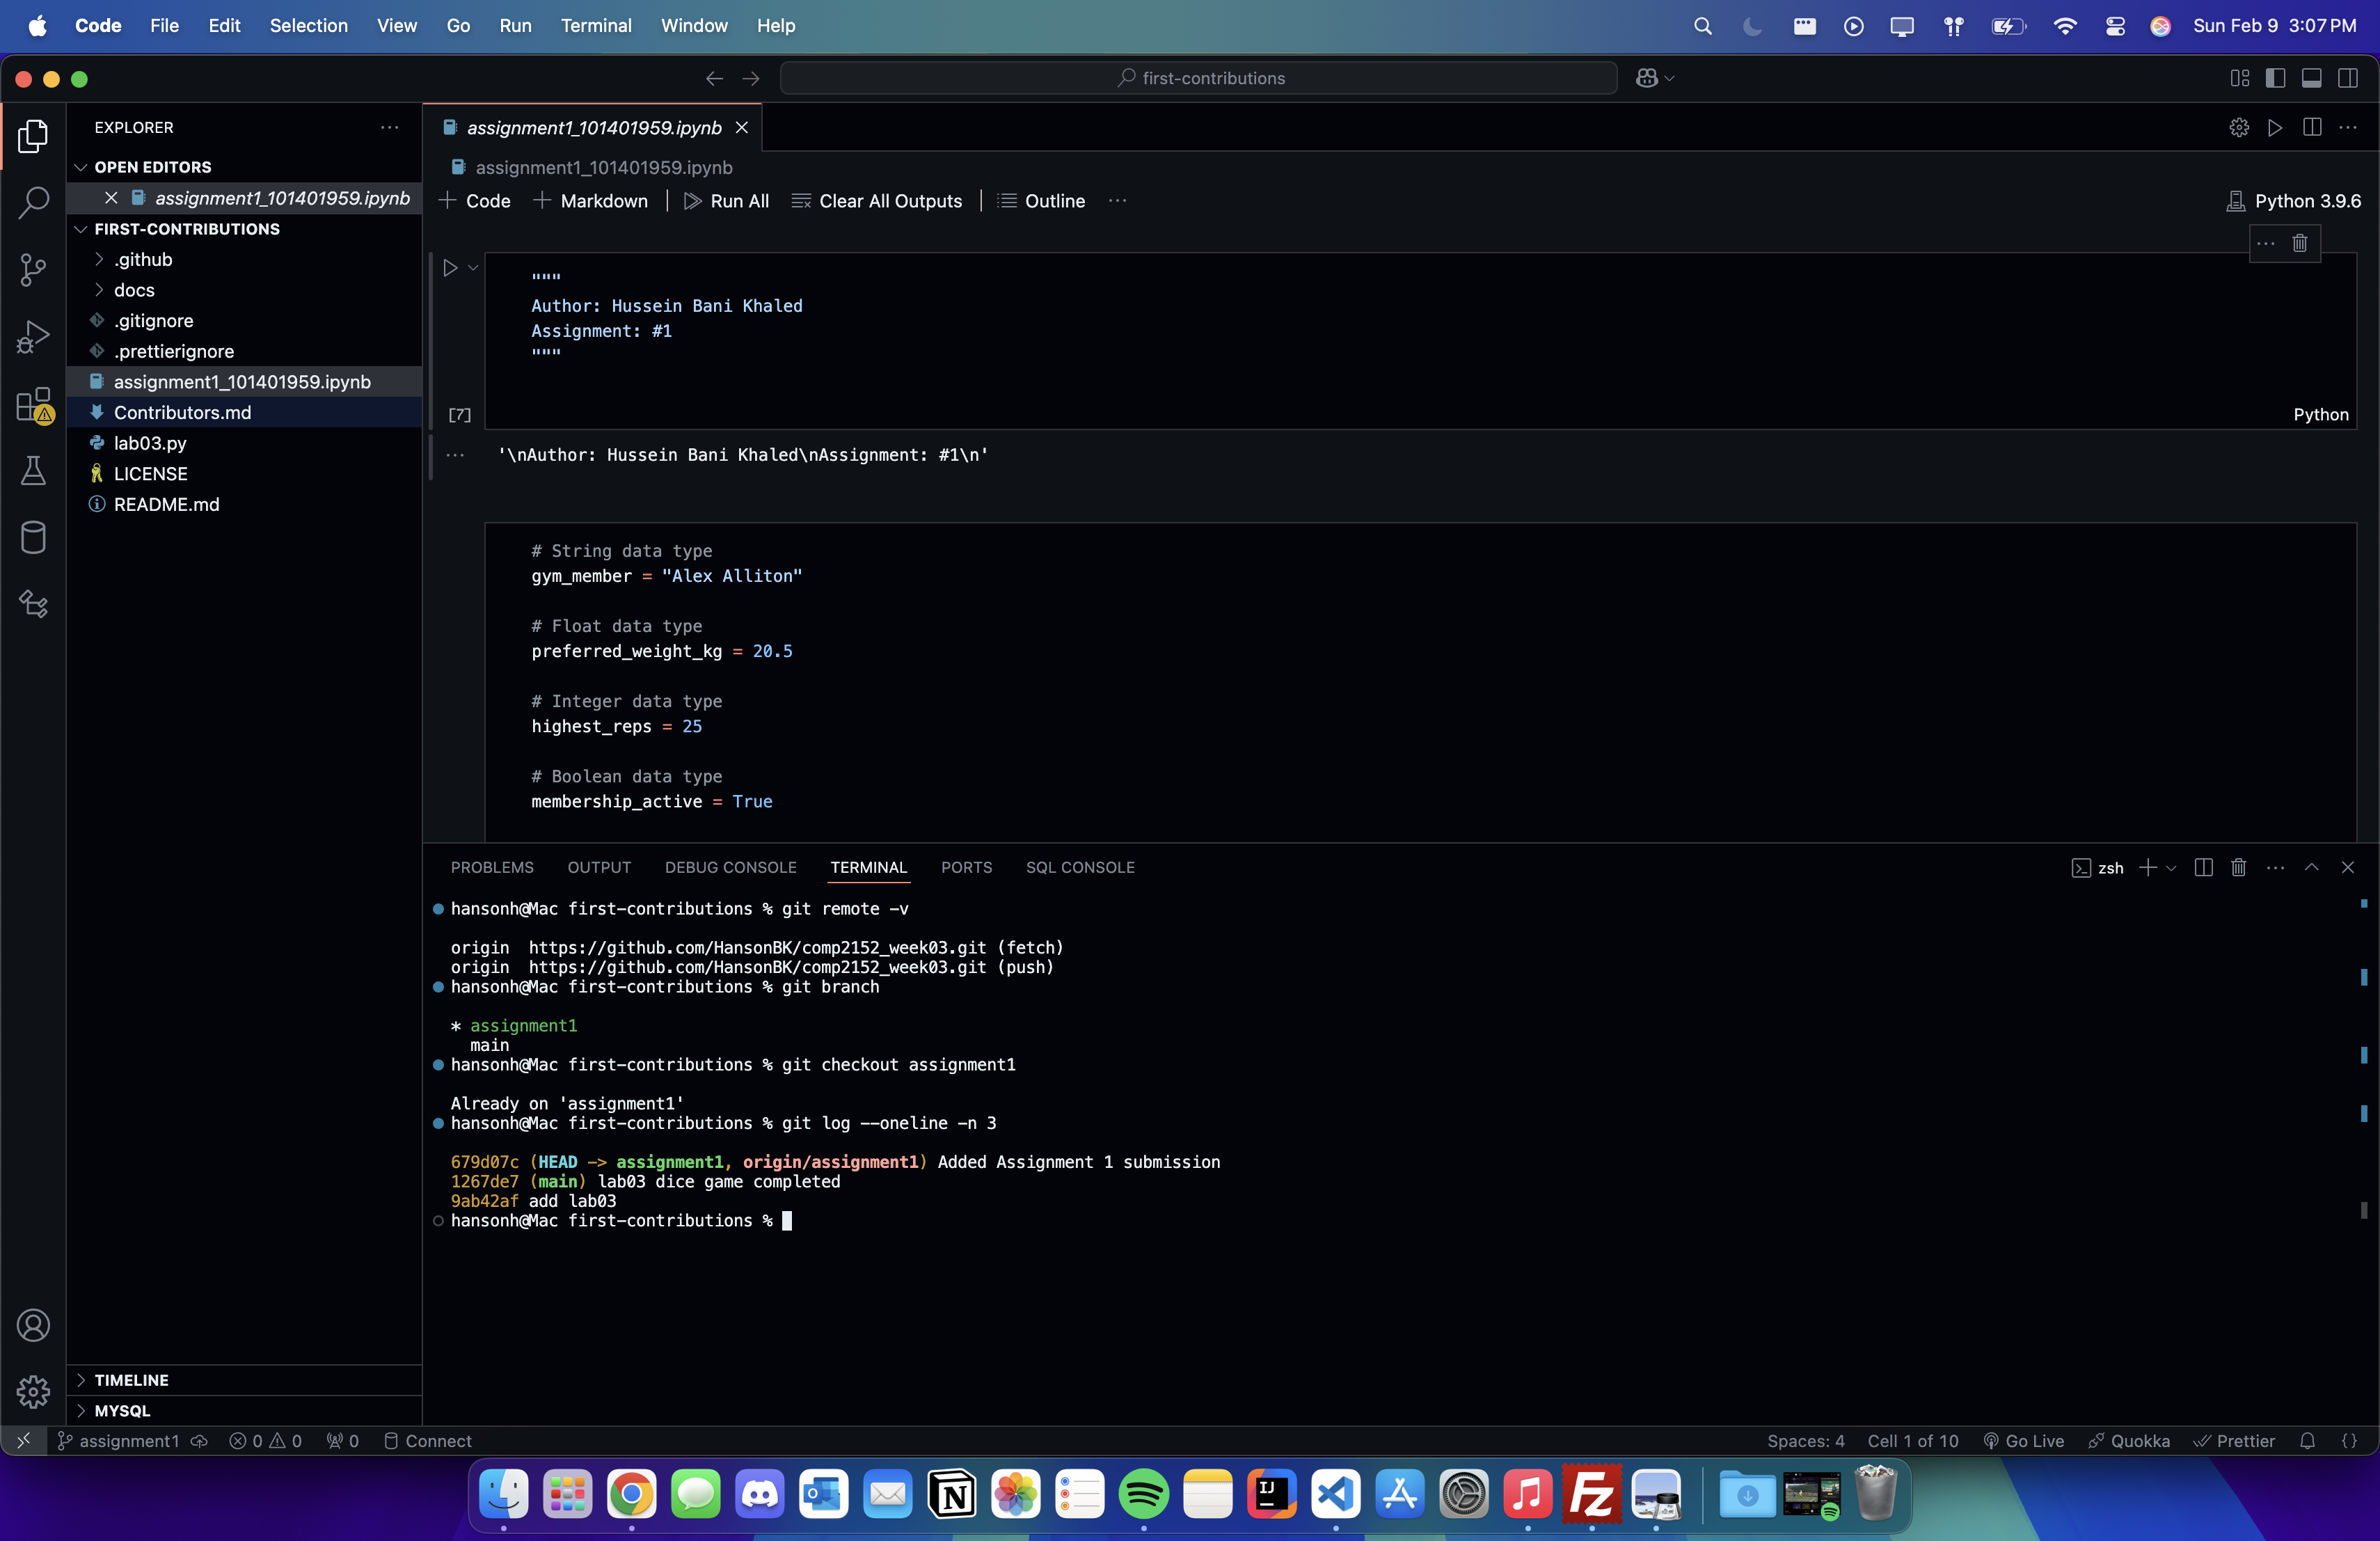 Code File Edit Selection View Go Run Terminal Window Help Sun Feb 9 3:07 PM
first-contributions
EXPLORER
OPEN EDITORS
assignment1_101401959.ipynb
FIRST-CONTRIBUTIONS
.github
docs
.gitignore
.prettierignore
assignment1_101401959.ipynb
Contributors.md
lab03.py
LICENSE
README.md
TIMELINE
MYSQL
assignment1_101401959.ipynb
assignment1_101401959.ipynb
Code Markdown Run All Clear All Outputs Outline Python 3.9.6
"""
Author: Hussein Bani Khaled
Assignment: #1
"""
[7] Python
'\nAuthor: Hussein Bani Khaled\nAssignment: #1\n'
# String data type
gym_member = "Alex Alliton"
# Float data type
preferred_weight_kg = 20.5
# Integer data type
highest_reps = 25
# Boolean data type
membership_active = True
PROBLEMS OUTPUT DEBUG CONSOLE TERMINAL PORTS SQL CONSOLE zsh
hansonh@Mac first-contributions % git remote -v
origin  https://github.com/HansonBK/comp2152_week03.git (fetch)
origin  https://github.com/HansonBK/comp2152_week03.git (push)
hansonh@Mac first-contributions % git branch
* assignment1
main
hansonh@Mac first-contributions % git checkout assignment1
Already on 'assignment1'
hansonh@Mac first-contributions % git log --oneline -n 3
679d07c (HEAD -> assignment1, origin/assignment1) Added Assignment 1 submission
1267de7 (main) lab03 dice game completed
9ab42af add lab03
hansonh@Mac first-contributions %
assignment1 0 0 0 Connect Spaces: 4 Cell 1 of 10 Go Live Quokka Prettier {}
IJ N Fz